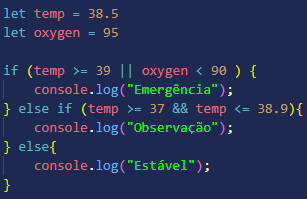 let temp = 38.5
let oxygen = 95
if (temp >= 39 || oxygen < 90 ) {
console.log("Emergência");
} else if (temp >= 37 && temp <= 38.9){
console.log("Observação");
} else{
console.log("Estável");
}